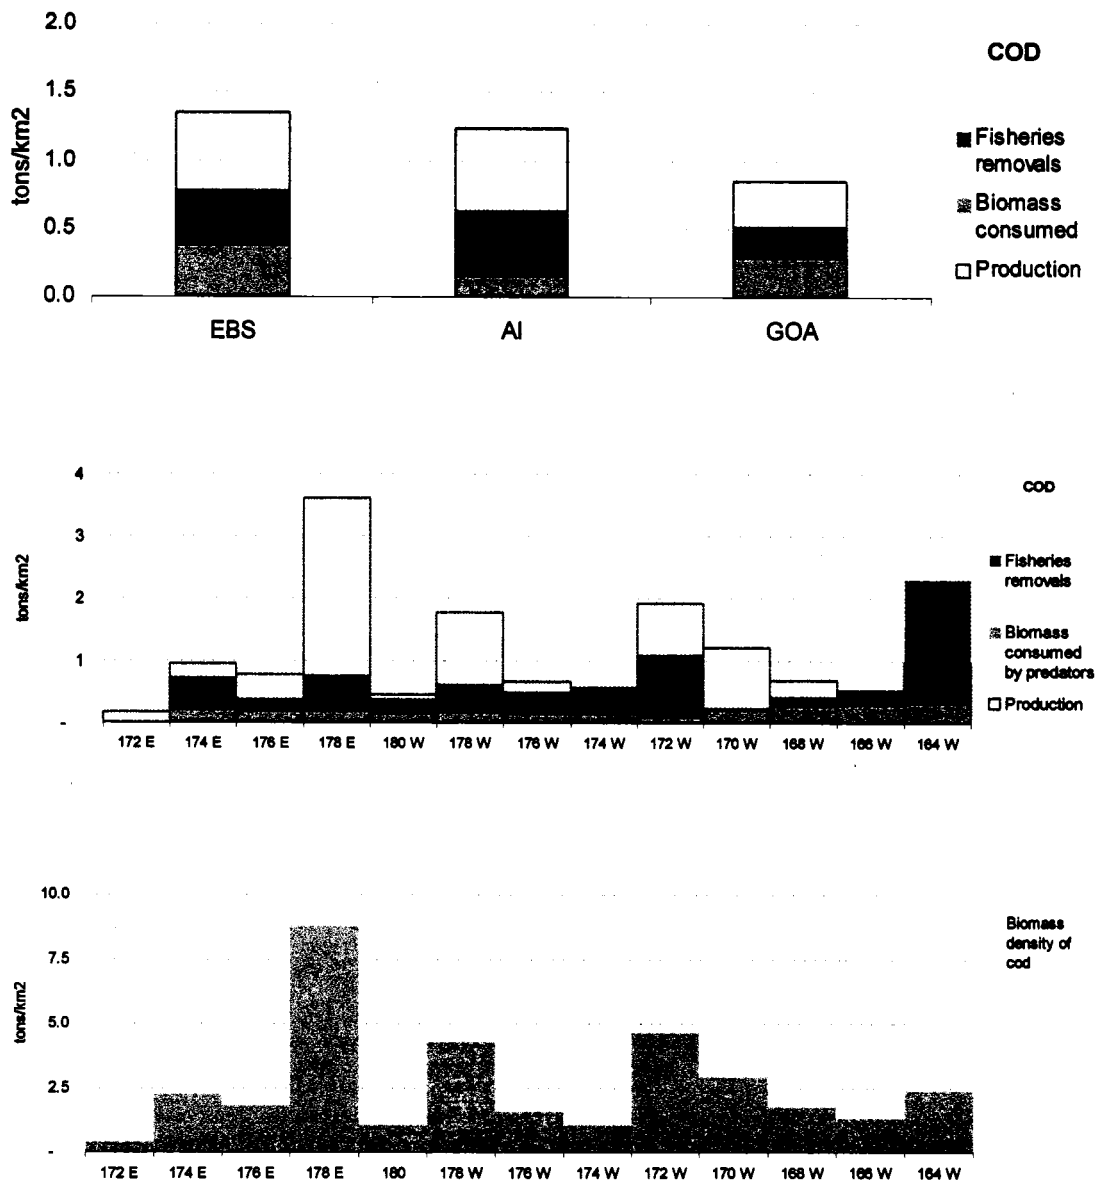 2.0
COD
1.5
tons/km2
Fisheries
removals
1.0
Biomass
consumed
0.5
Production
0.0
EBS AI GOA
4
COD
3
tons/km2
Fisheries
removals
2
Biomass
consumed
by predators
1
Production
-
172 E 174 E 176 E 178 E 180 W 178 W 176 W 174 W 172 W 170 W 168 W 166 W 164 W
10.0
Biomass
density of
cod
7.5
tons/km2
5.0
2.5
-
172 E 174 E 176 E 178 E 180 178 W 176 W 174 W 172 W 170 W 168 W 166 W 164 W